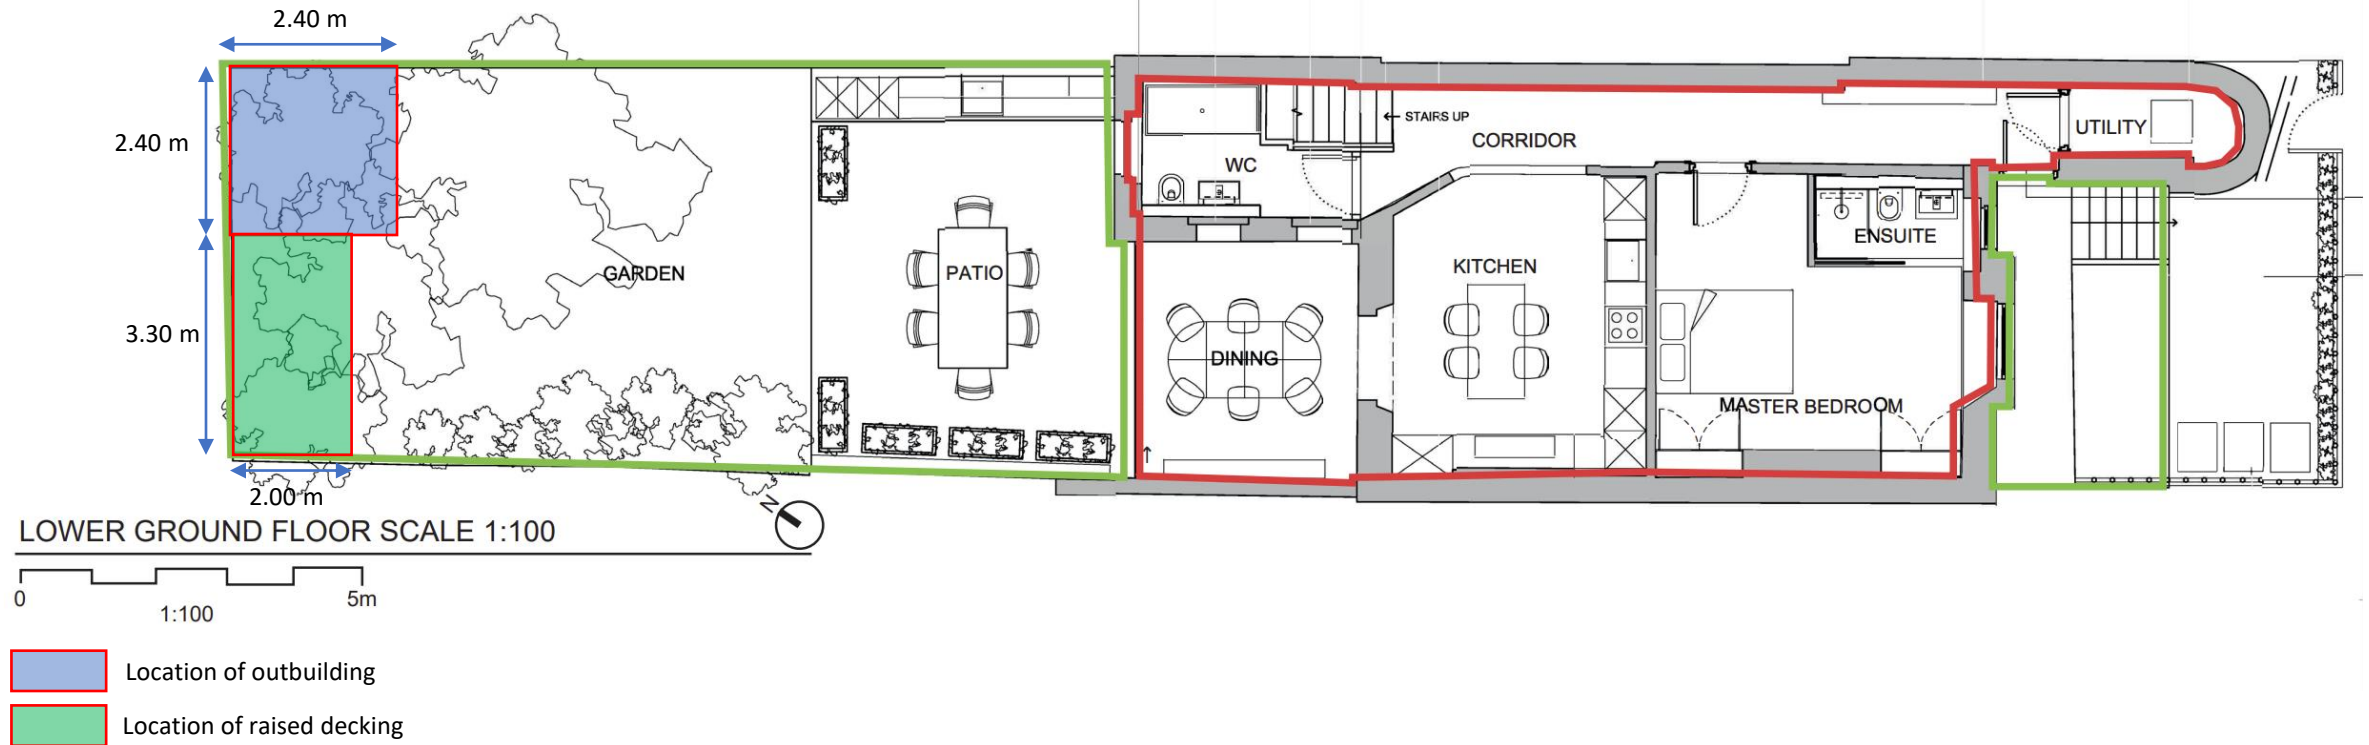 2.40 m
2.40 m
3.30 m
2.00 m
GARDEN
PATIO
WC
STAIRS UP
CORRIDOR
UTILITY
ENSUITE
KITCHEN
DINING
MASTER BEDROOM
N
LOWER GROUND FLOOR SCALE 1:100
0
1:100
5m
Location of outbuilding
Location of raised decking